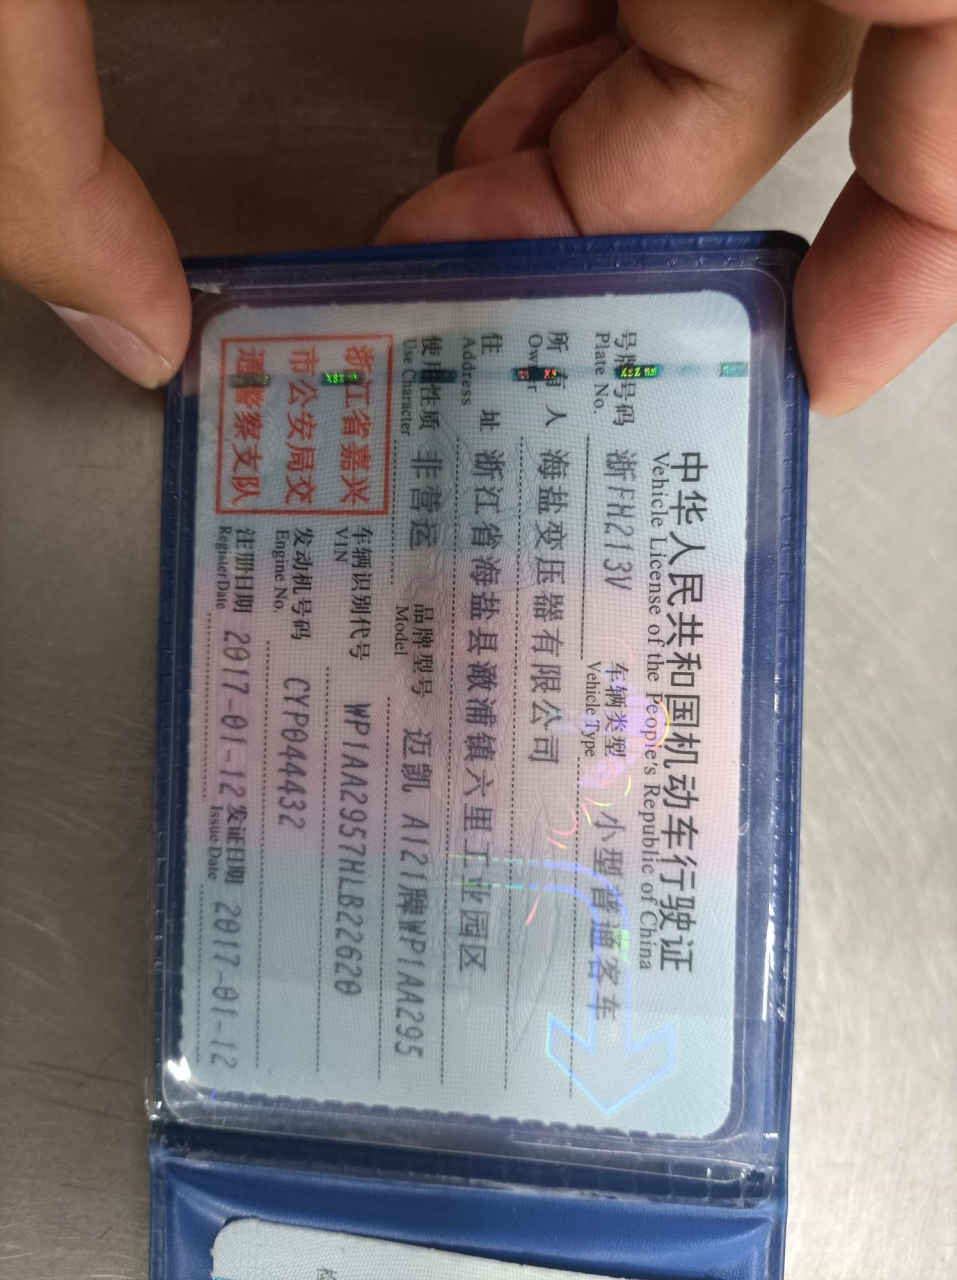 中华人民共和国机动车行驶证
Vehicle License of the People's Republic of China
号牌号码 浙FH213V 车辆类型 小型普通客车
Plate No. Vehicle Type
所有人 海盐变压器有限公司
Owner
住址 浙江省海盐县澉浦镇六里工业园区
Address
使用性质 非营运 品牌型号 迈凯 A121牌WP1AA295
Use Character Model
浙江省嘉兴
市公安局交
通警察支队
车辆识别代号 WP1AA2957HLB22620
VIN
发动机号码 CYP044432
Engine No.
注册日期 2017-01-12 发证日期 2017-01-12
Register Date Issue Date